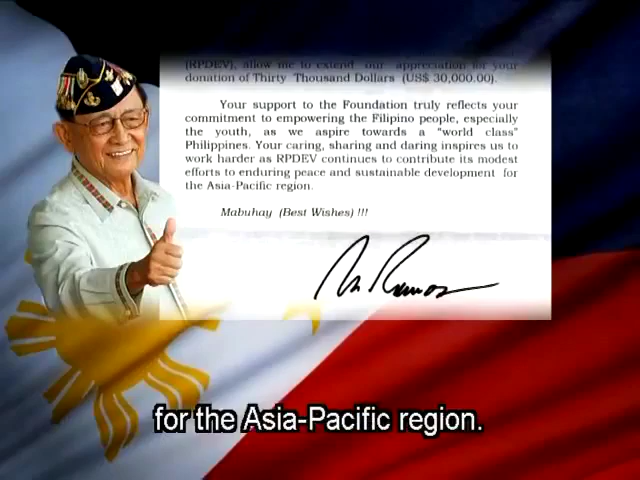 (RPDEV), allow me to extend our appreciation for your
donation of Thirty Thousand Dollars (US$ 30,000.00).
Your support to the Foundation truly reflects your
commitment to empowering the Filipino people, especially
the youth, as we aspire towards a "world class"
Philippines. Your caring, sharing and daring inspires us to
work harder as RPDEV continues to contribute its modest
efforts to enduring peace and sustainable development for
the Asia-Pacific region.
Mabuhay (Best Wishes) !!!
Ramos
for the Asia-Pacific region.